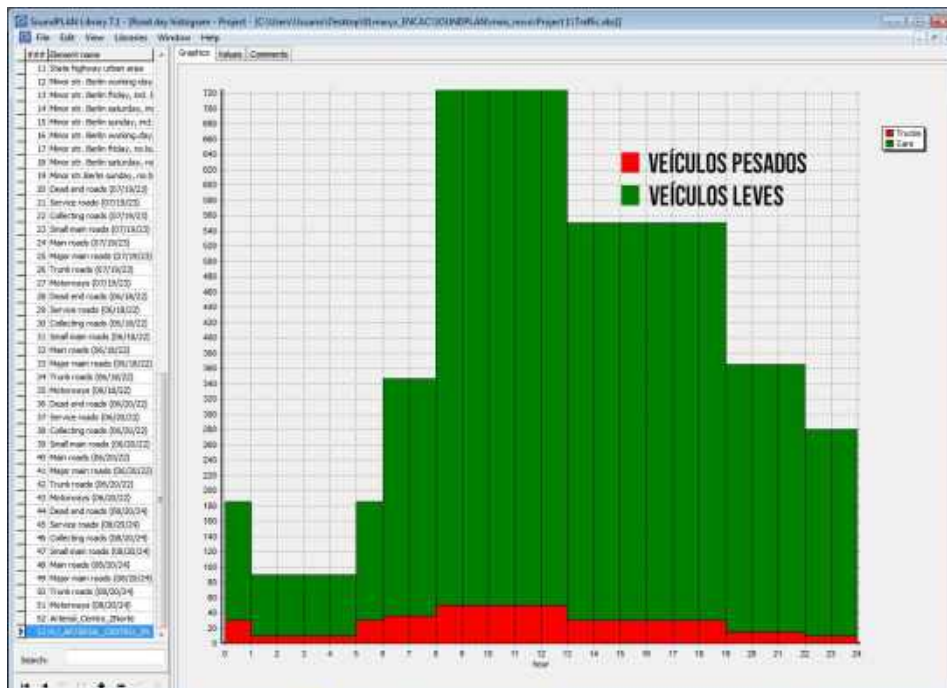 SoundPLAN Library 7.1 - [Road day histogram - Projekt - 
File Edit View Libraries Window Help
### Element name
Graphics Values Comments
11 State highway urban area
12 Minor str. Berlin working day
13 Minor str. Berlin friday, ind. l
14 Minor str. Berlin saturday, in
15 Minor str. Berlin sunday, ind.
16 Minor str. Berlin working day,
17 Minor str. Berlin friday, no bu
18 Minor str. Berlin saturday, no
19 Minor str. Berlin sunday, no b
20 Dead end roads (07/19/23)
21 Service roads (07/19/23)
22 Collecting roads (07/19/23)
23 Small main roads (07/19/23)
24 Main roads (07/19/23)
25 Major main roads (07/19/23)
26 Trunk roads (07/19/23)
27 Motorways (07/19/23)
28 Dead end roads (06/18/22)
29 Service roads (06/18/22)
30 Collecting roads (06/18/22)
31 Small main roads (06/18/22)
32 Main roads (06/18/22)
33 Major main roads (06/18/22)
34 Trunk roads (06/18/22)
35 Motorways (06/18/22)
36 Dead end roads (06/20/22)
37 Service roads (06/20/22)
38 Collecting roads (06/20/22)
39 Small main roads (06/20/22)
40 Main roads (06/20/22)
41 Major main roads (06/20/22)
42 Trunk roads (06/20/22)
43 Motorways (06/20/22)
44 Dead end roads (08/20/24)
45 Service roads (08/20/24)
46 Collecting roads (08/20/24)
47 Small main roads (08/20/24)
48 Main roads (08/20/24)
49 Major main roads (08/20/24)
50 Trunk roads (08/20/24)
51 Motorways (08/20/24)
52 Arterial_Centro_ZNorte
Search:
720
700
680
660
640
620
600
580
560
540
520
500
480
460
440
420
400
380
360
340
320
300
280
260
240
220
200
180
160
140
120
100
80
60
40
20
0
VEÍCULOS PESADOS
VEÍCULOS LEVES
Trucks
Cars
0 1 2 3 4 5 6 7 8 9 10 11 12 13 14 15 16 17 18 19 20 21 22 23 24
hour